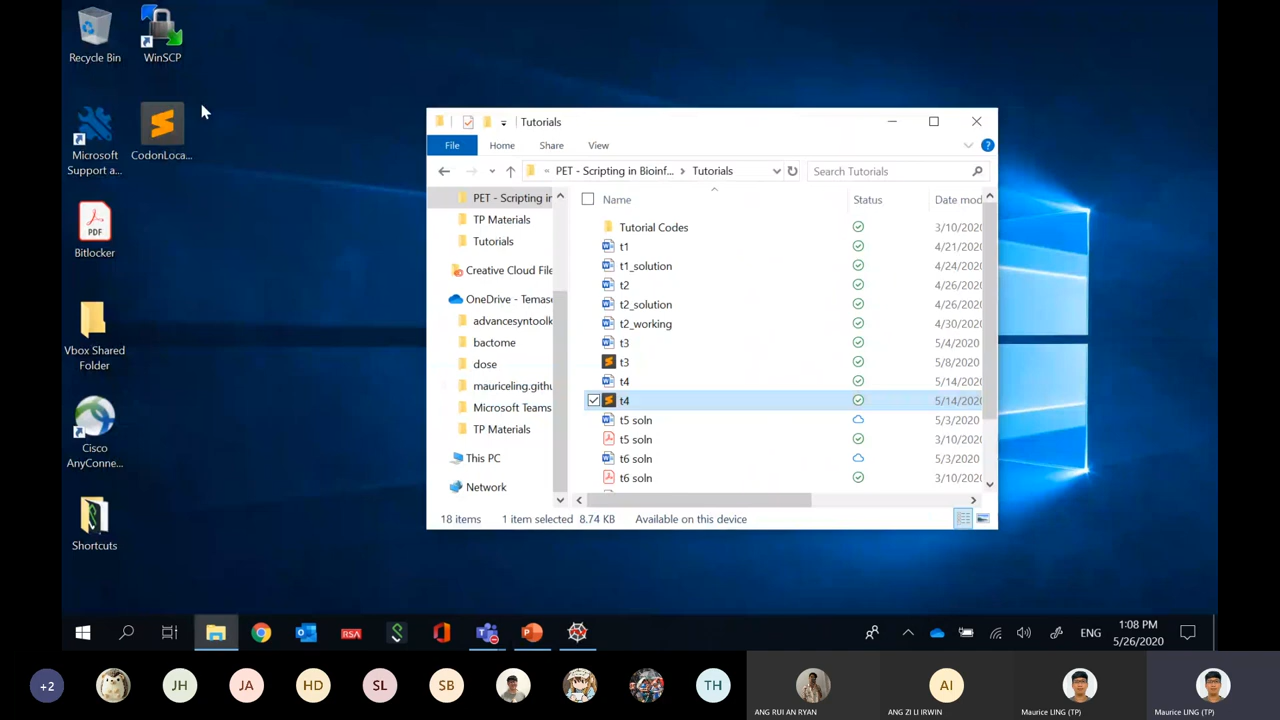 Recycle Bin
WinSCP
Microsoft
Support a...
CodonLoca...
PDF
Bitlocker
Vbox Shared
Folder
Cisco
AnyConne...
Shortcuts
Tutorials
File
Home
Share
View
« PET - Scripting in Bioinf... > Tutorials
Search Tutorials
PET - Scripting in
TP Materials
Tutorials
Creative Cloud File
OneDrive - Temase
advancesyntoolk
bactome
dose
mauriceling.githu
Microsoft Teams
TP Materials
This PC
Network
Name Status Date mod
Tutorial Codes 3/10/2020
t1 4/21/2020
t1_solution 4/24/2020
t2 4/26/2020
t2_solution 4/26/2020
t2_working 4/30/2020
t3 5/4/2020
t3 5/8/2020
t4 5/14/2020
t4 5/14/2020
t5 soln 5/3/2020
t5 soln 3/10/2020
t6 soln 5/3/2020
t6 soln 3/10/2020
18 items 1 item selected 8.74 KB Available on this device
RSA
ENG
1:08 PM
5/26/2020
+2
JH
JA
HD
SL
SB
TH
ANG RUI AN RYAN
AI
ANG ZI LI IRWIN
Maurice LING (TP)
Maurice LING (TP)